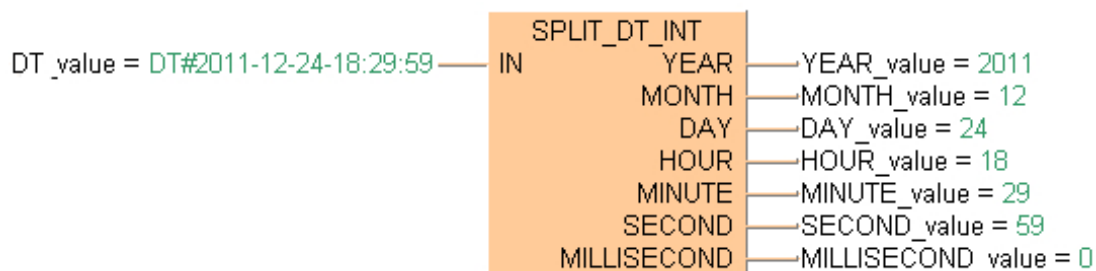 SPLIT_DT_INT
DT_value = DT#2011-12-24-18:29:59 IN YEAR YEAR_value = 2011
MONTH MONTH_value = 12
DAY DAY_value = 24
HOUR HOUR_value = 18
MINUTE MINUTE_value = 29
SECOND SECOND_value = 59
MILLISECOND MILLISECOND_value = 0